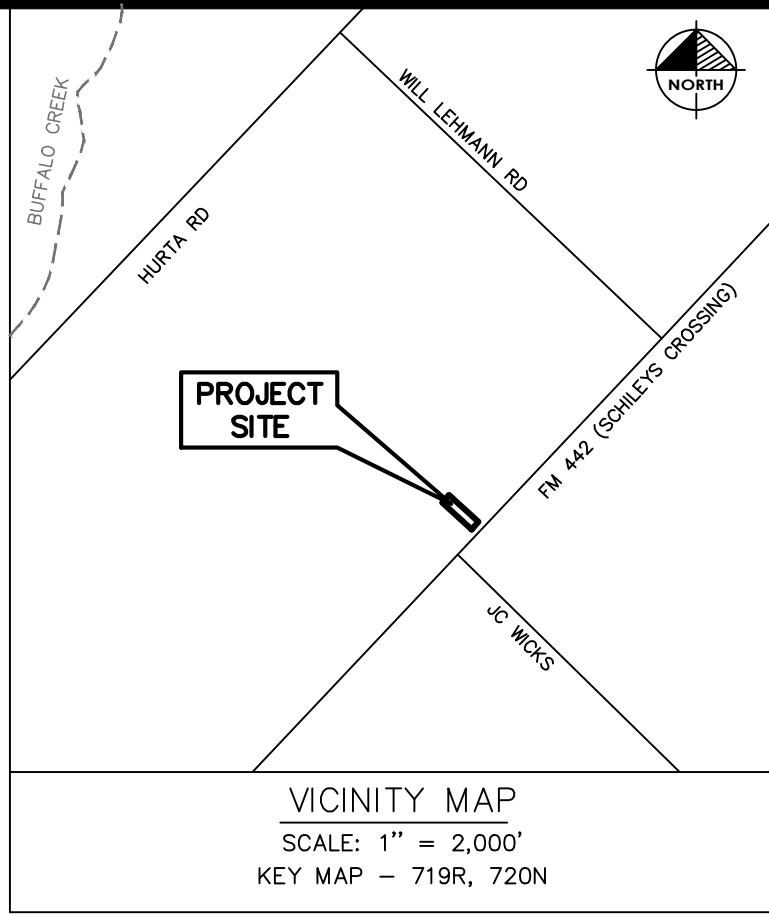 BUFFALO CREEK
HURTA RD
WILL LEHMANN RD
NORTH
FM 442 (SCHILEYS CROSSING)
PROJECT
SITE
JC WICKS
VICINITY MAP
SCALE: 1" = 2,000'
KEY MAP – 719R, 720N